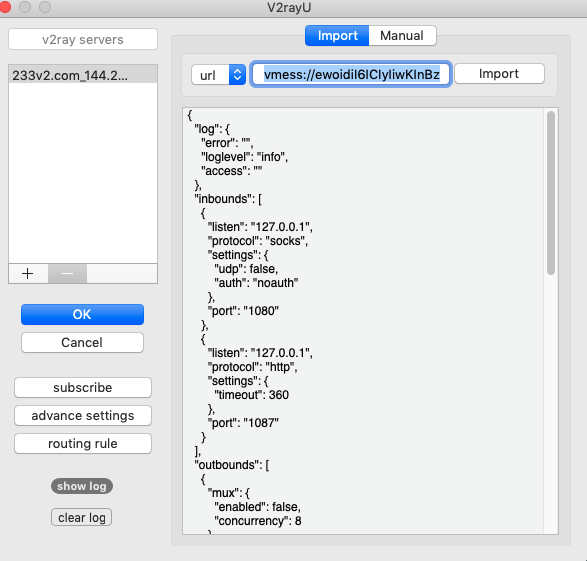 V2rayU
v2ray servers
233v2.com_144.2...
+
−
OK
Cancel
subscribe
advance settings
routing rule
show log
clear log
Import
Manual
url
vmess://ewoidiI6ICIyIiwKInBz
Import
{
"log": {
"error": "",
"loglevel": "info",
"access": ""
},
"inbounds": [
{
"listen": "127.0.0.1",
"protocol": "socks",
"settings": {
"udp": false,
"auth": "noauth"
},
"port": "1080"
},
{
"listen": "127.0.0.1",
"protocol": "http",
"settings": {
"timeout": 360
},
"port": "1087"
}
],
"outbounds": [
{
"mux": {
"enabled": false,
"concurrency": 8